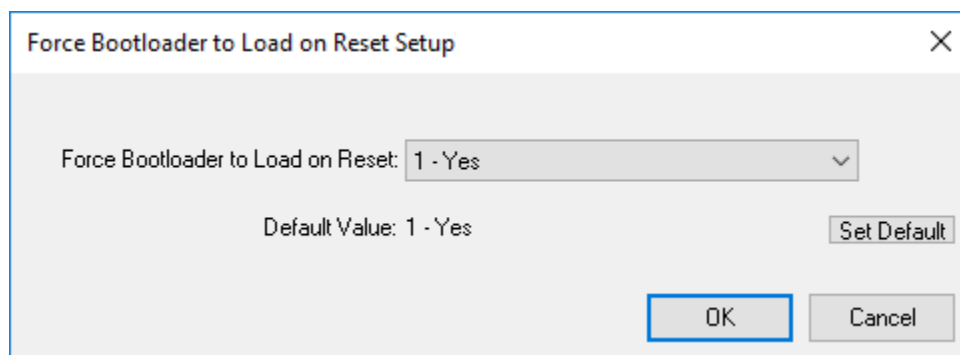 Force Bootloader to Load on Reset Setup
Force Bootloader to Load on Reset: 1 - Yes
Default Value: 1 - Yes
Set Default
OK
Cancel